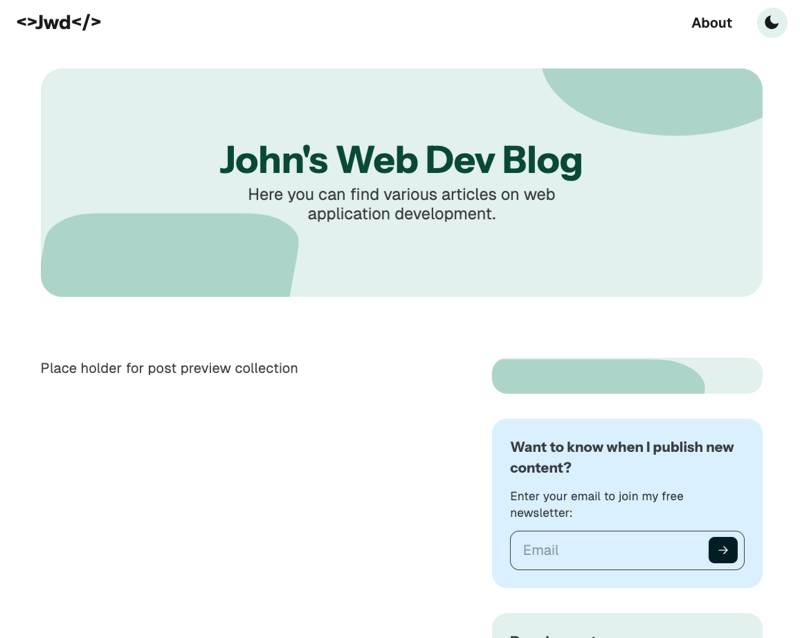 <>Jwd</>
About
John's Web Dev Blog
Here you can find various articles on web
application development.
Place holder for post preview collection
Want to know when I publish new
content?
Enter your email to join my free
newsletter:
Email